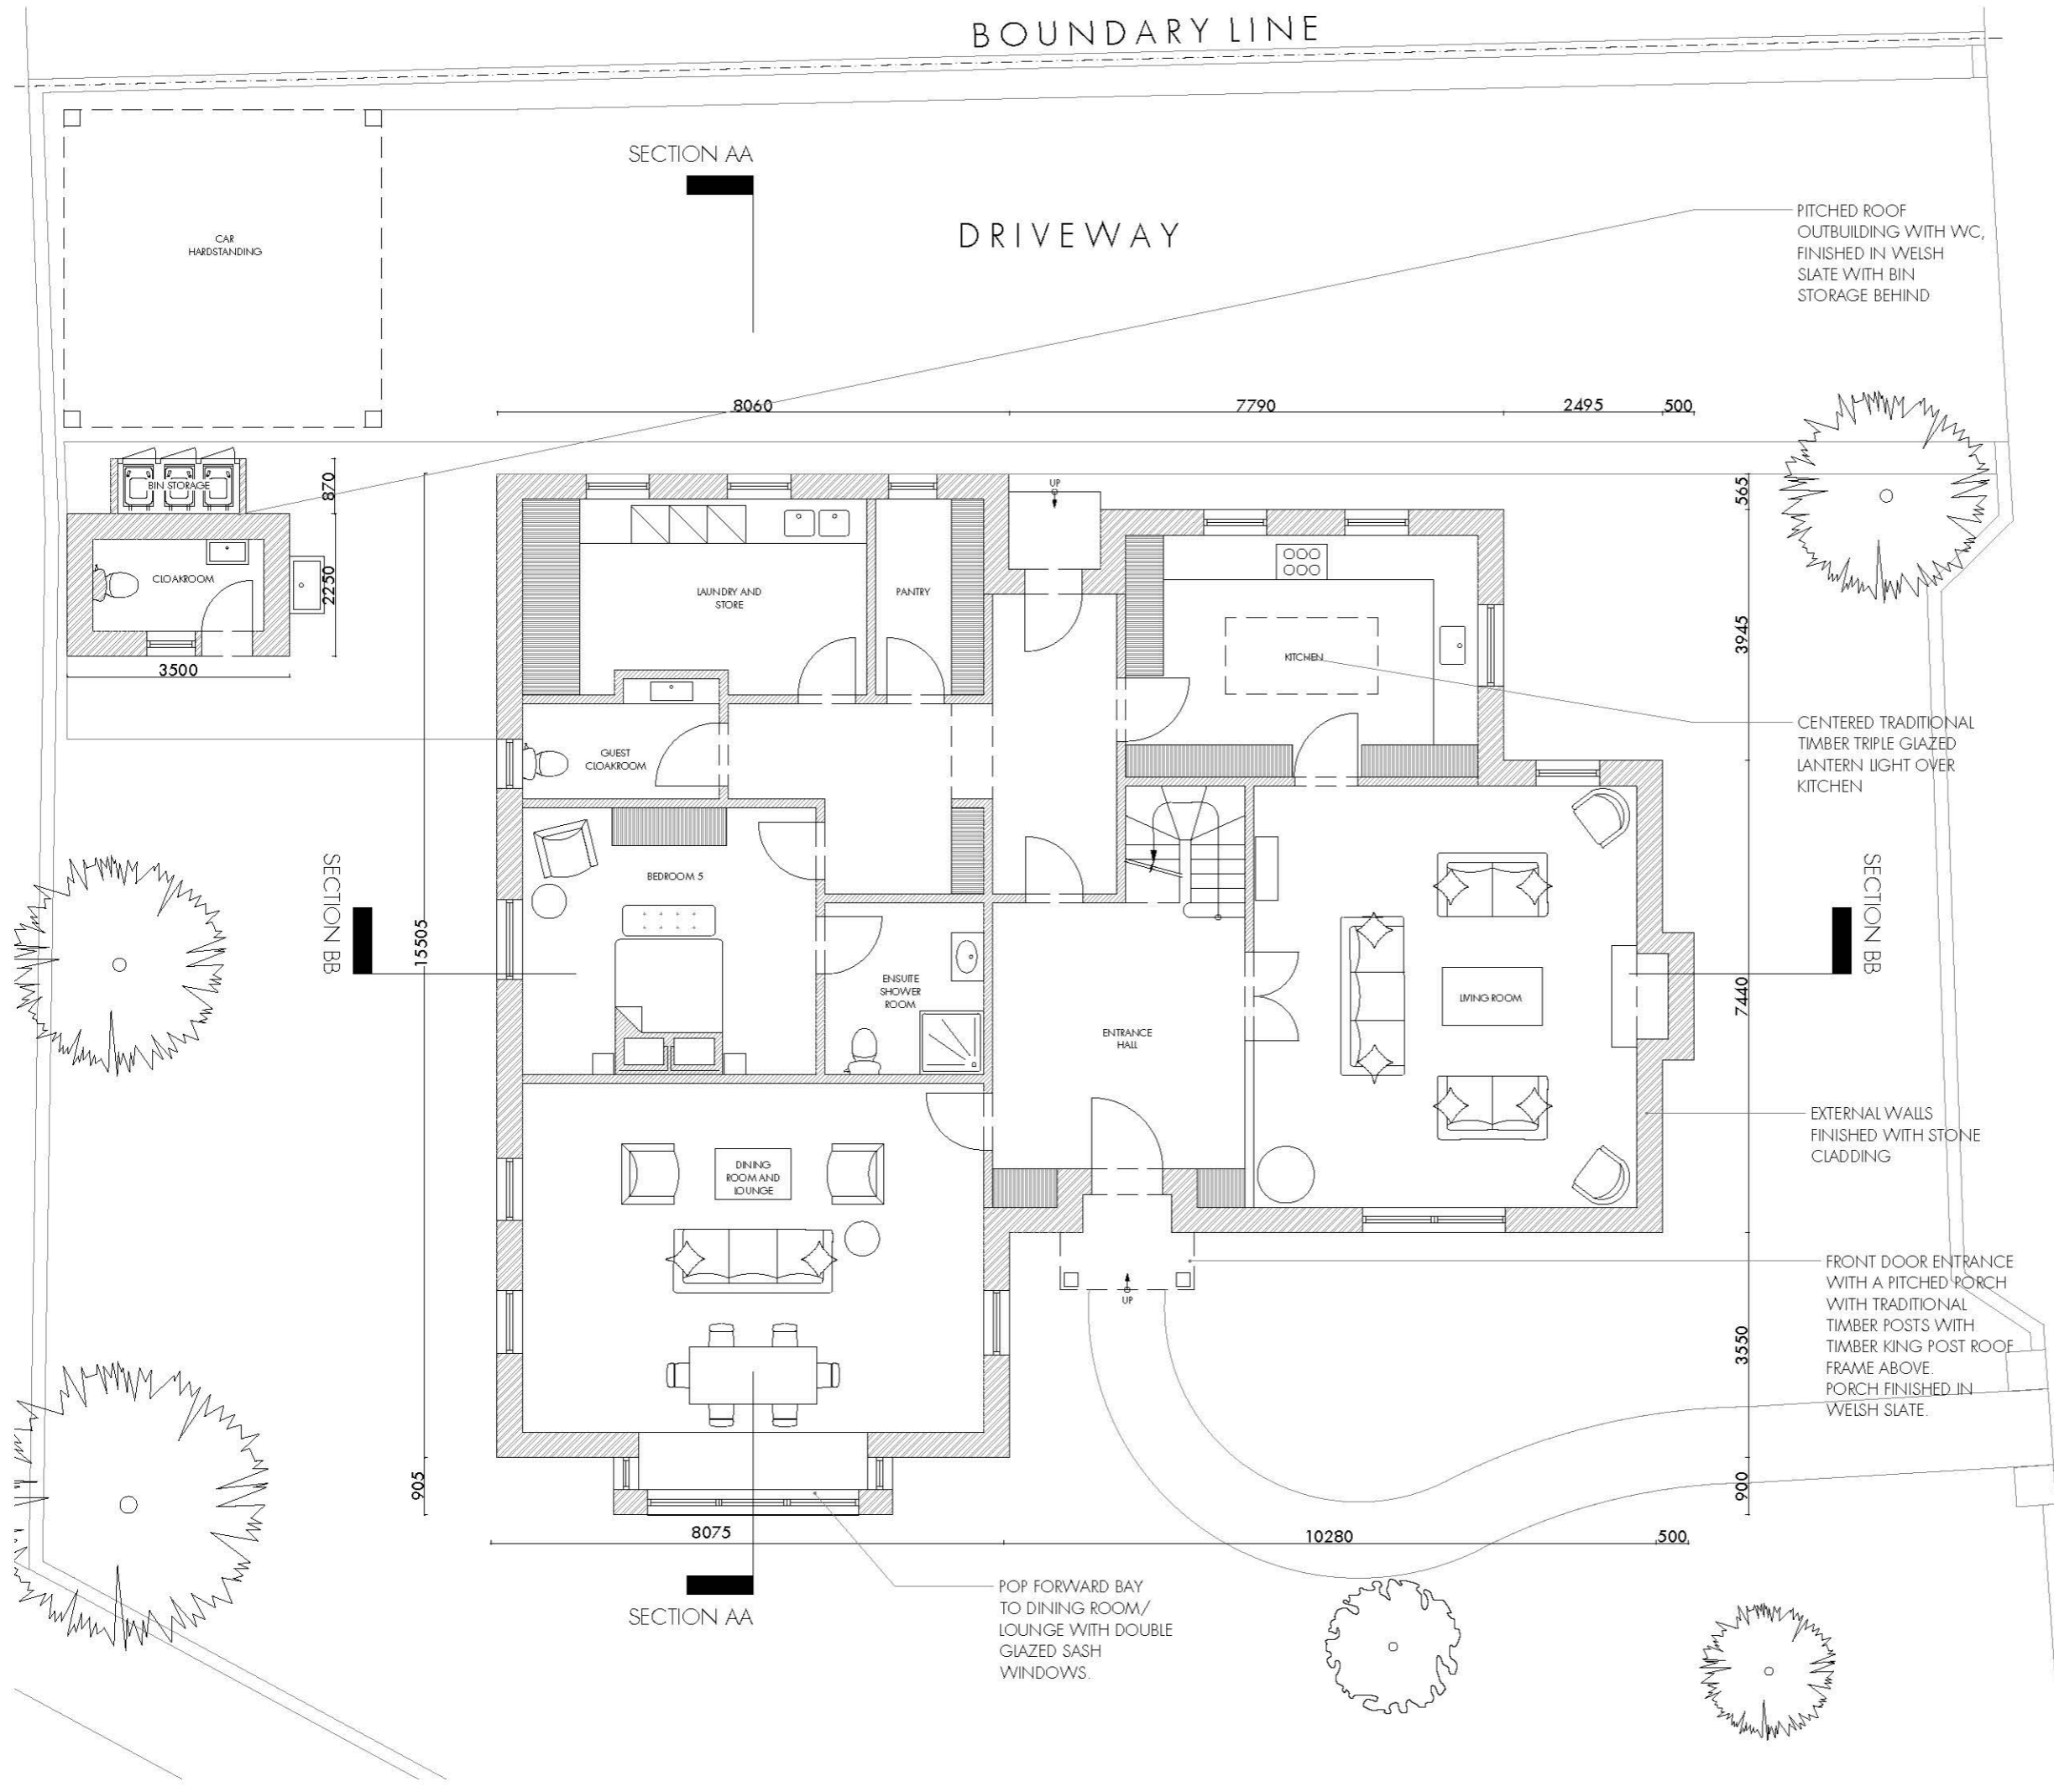 BOUNDARY LINE
SECTION AA
DRIVEWAY
CAR
HARDSTANDING
PITCHED ROOF
OUTBUILDING WITH WC,
FINISHED IN WELSH
SLATE WITH BIN
STORAGE BEHIND
8060
7790
2495
500
BIN STORAGE
870
UP
565
CLOAKROOM
2250
LAUNDRY AND
STORE
PANTRY
KITCHEN
3945
3500
CENTERED TRADITIONAL
TIMBER TRIPLE GLAZED
LANTERN LIGHT OVER
KITCHEN
GUEST
CLOAKROOM
SECTION BB
15505
BEDROOM 5
ENSUITE
SHOWER
ROOM
ENTRANCE
HALL
LIVING ROOM
7440
SECTION BB
EXTERNAL WALLS
FINISHED WITH STONE
CLADDING
DINING
ROOM AND
LOUNGE
UP
FRONT DOOR ENTRANCE
WITH A PITCHED PORCH
WITH TRADITIONAL
TIMBER POSTS WITH
TIMBER KING POST ROOF
FRAME ABOVE.
PORCH FINISHED IN
WELSH SLATE.
3550
905
900
8075
10280
500
SECTION AA
POP FORWARD BAY
TO DINING ROOM/
LOUNGE WITH DOUBLE
GLAZED SASH
WINDOWS.